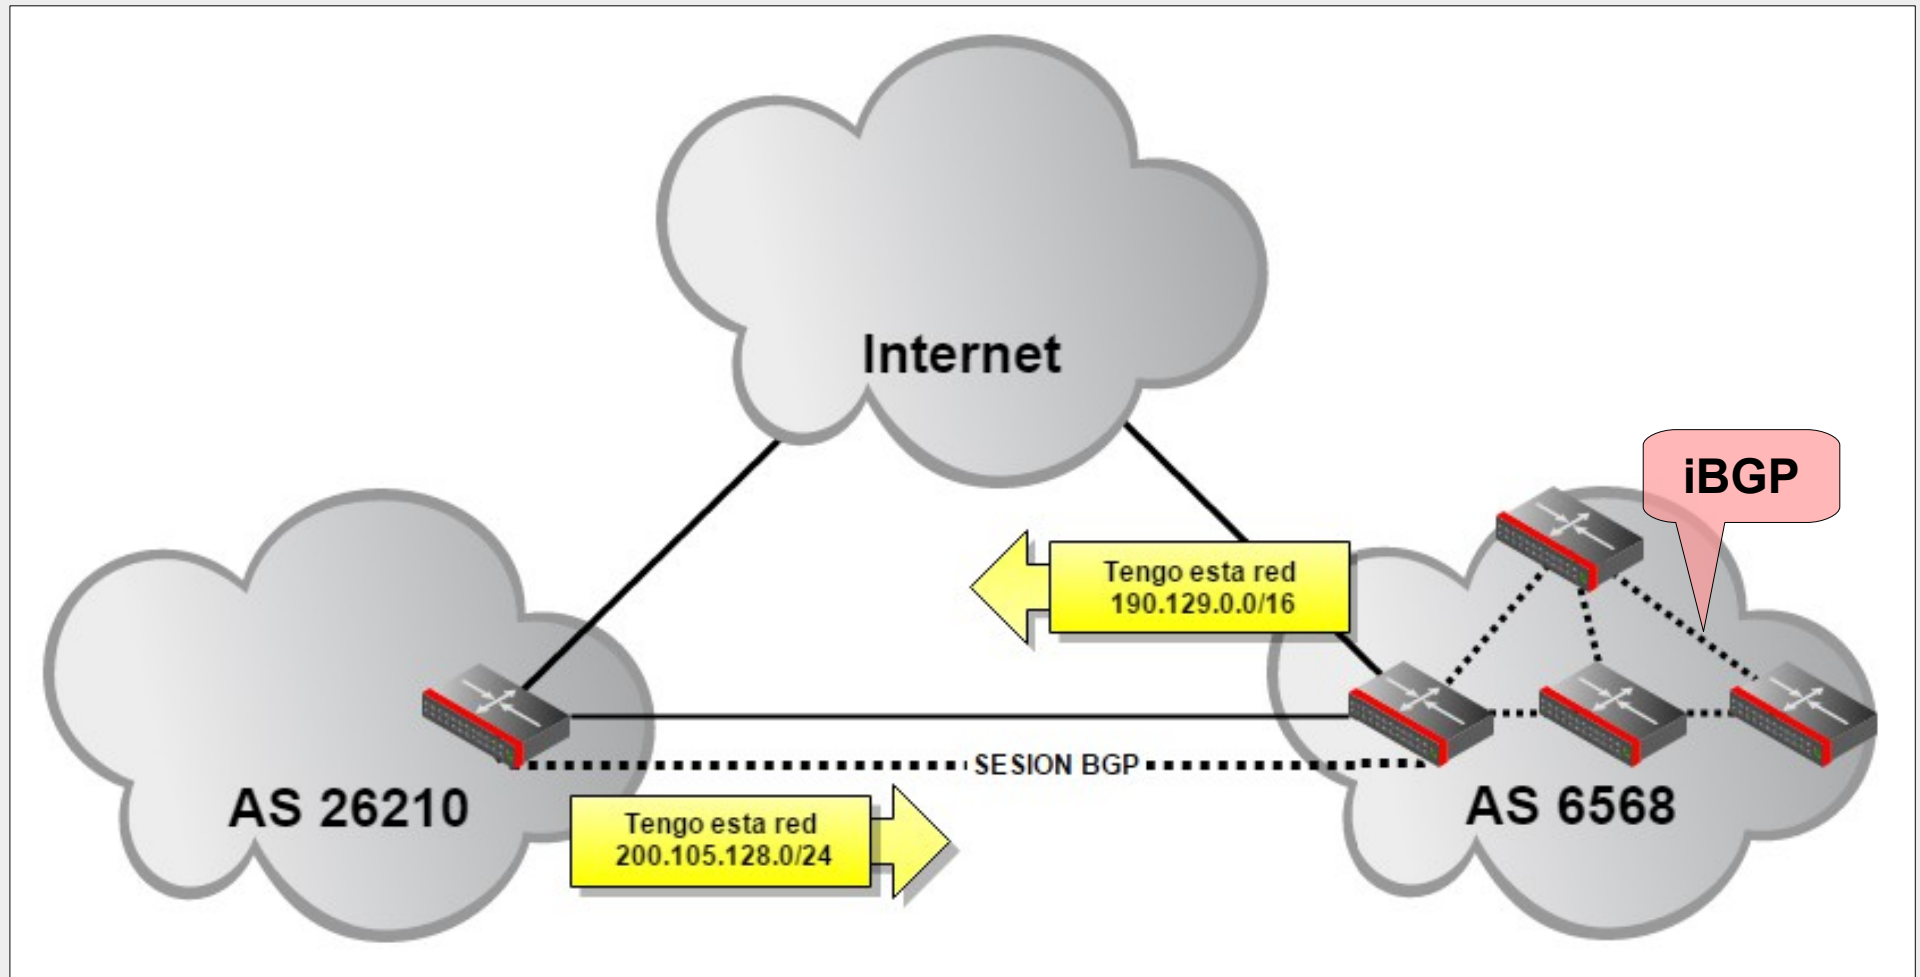 Internet
iBGP
Tengo esta red
190.129.0.0/16
SESION BGP
AS 26210
AS 6568
Tengo esta red
200.105.128.0/24